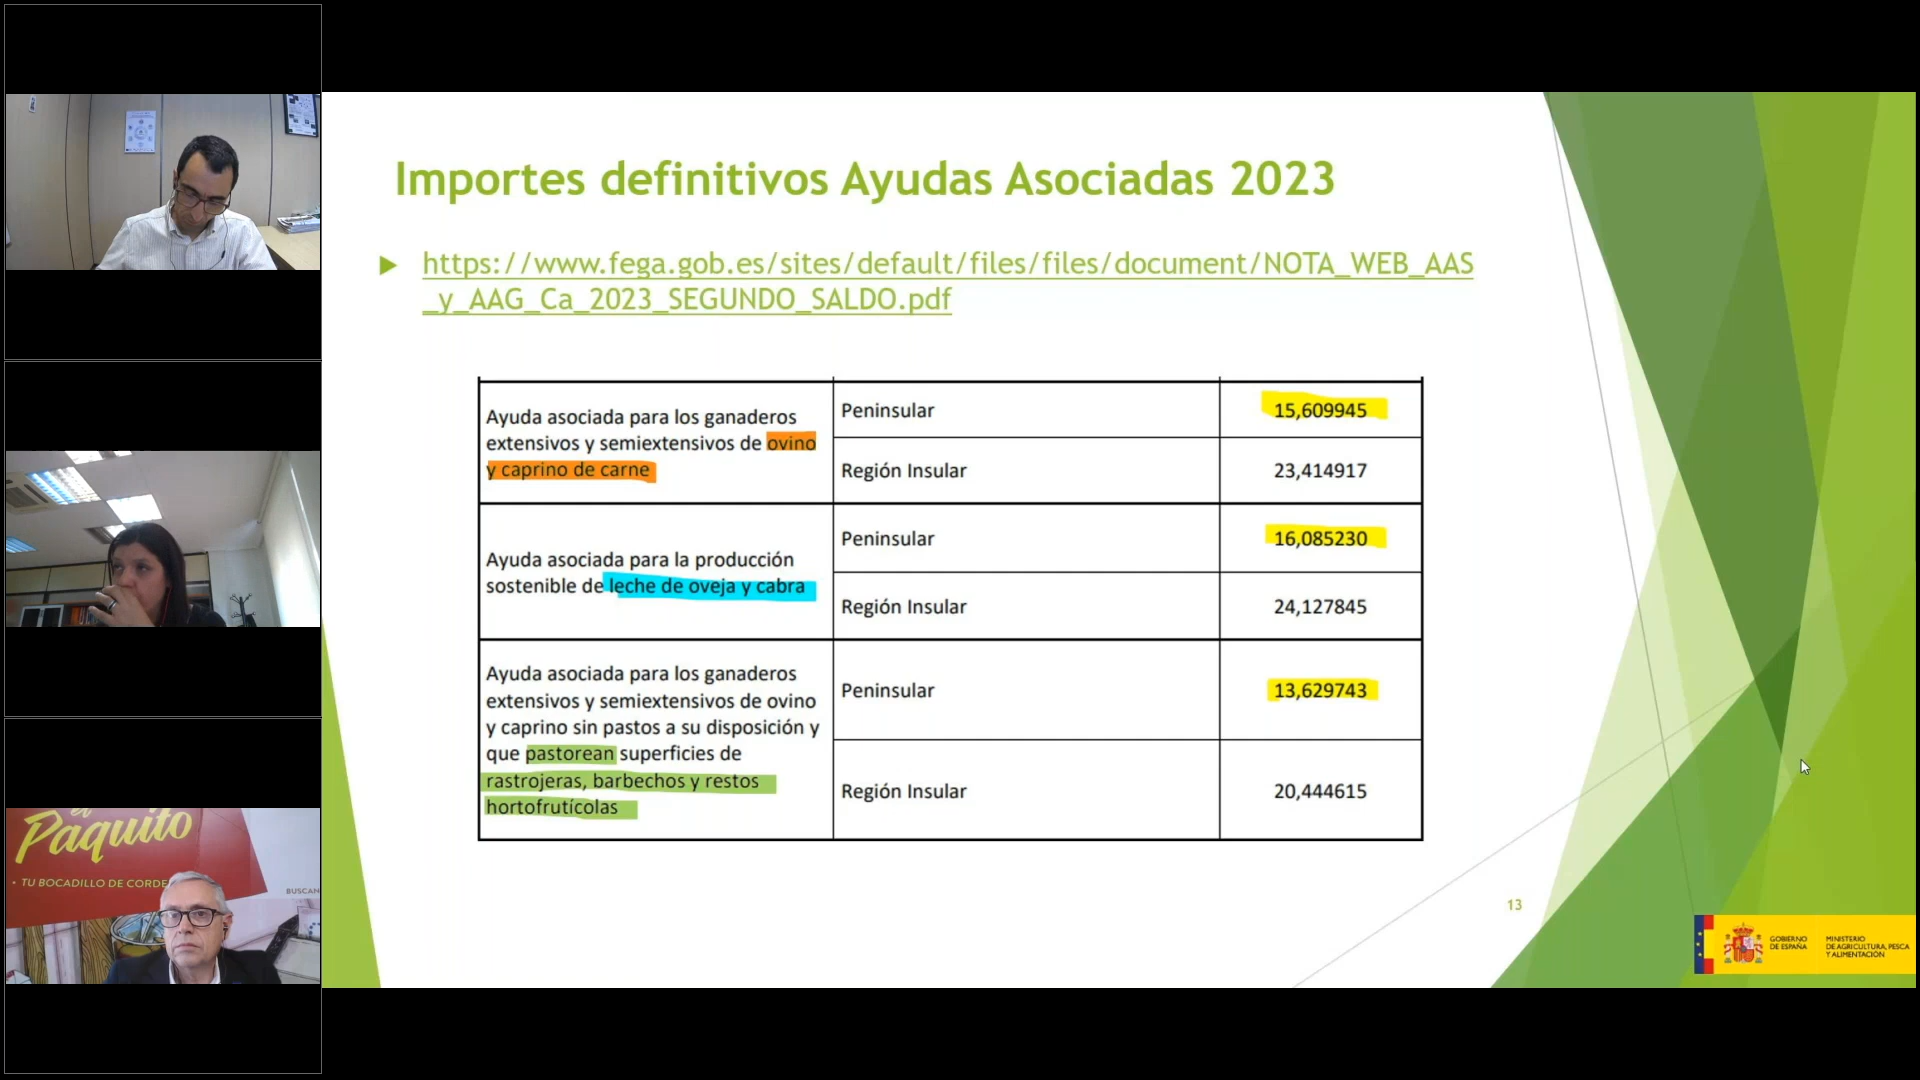 Importes definitivos Ayudas Asociadas 2023
https://www.fega.gob.es/sites/default/files/files/document/NOTA_WEB_AAS
_y_AAG_Ca_2023_SEGUNDO_SALDO.pdf
Ayuda asociada para los ganaderos
extensivos y semiextensivos de ovino
y caprino de carne
Peninsular
15,609945
Región Insular
23,414917
Ayuda asociada para la producción
sostenible de leche de oveja y cabra
Peninsular
16,085230
Región Insular
24,127845
Ayuda asociada para los ganaderos
extensivos y semiextensivos de ovino
y caprino sin pastos a su disposición y
que pastorean superficies de
rastrojeras, barbechos y restos
hortofrutícolas
Peninsular
13,629743
Región Insular
20,444615
13
GOBIERNO
DE ESPAÑA
MINISTERIO
DE AGRICULTURA, PESCA
Y ALIMENTACIÓN
el
Paquito
• TU BOCADILLO DE CORDE
BUSCAN